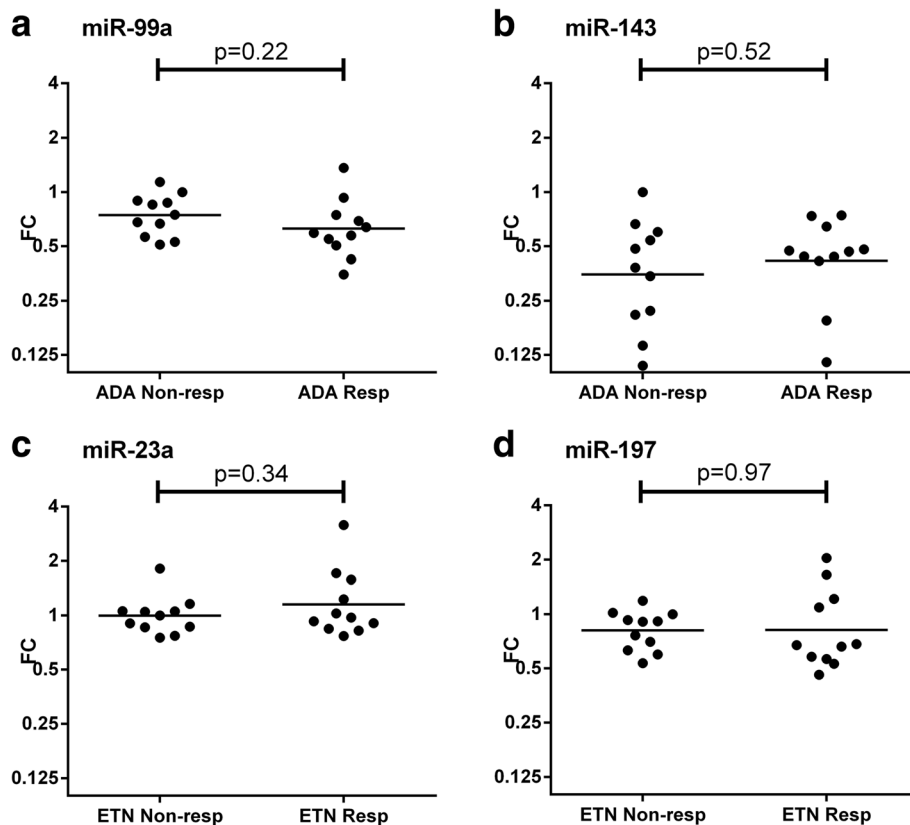 a miR-99a
p=0.22
4
2
1
0.5
0.25
0.125
FC
ADA Non-resp ADA Resp
b miR-143
p=0.52
4
2
1
0.5
0.25
0.125
FC
ADA Non-resp ADA Resp
c miR-23a
p=0.34
4
2
1
0.5
0.25
0.125
FC
ETN Non-resp ETN Resp
d miR-197
p=0.97
4
2
1
0.5
0.25
0.125
FC
ETN Non-resp ETN Resp